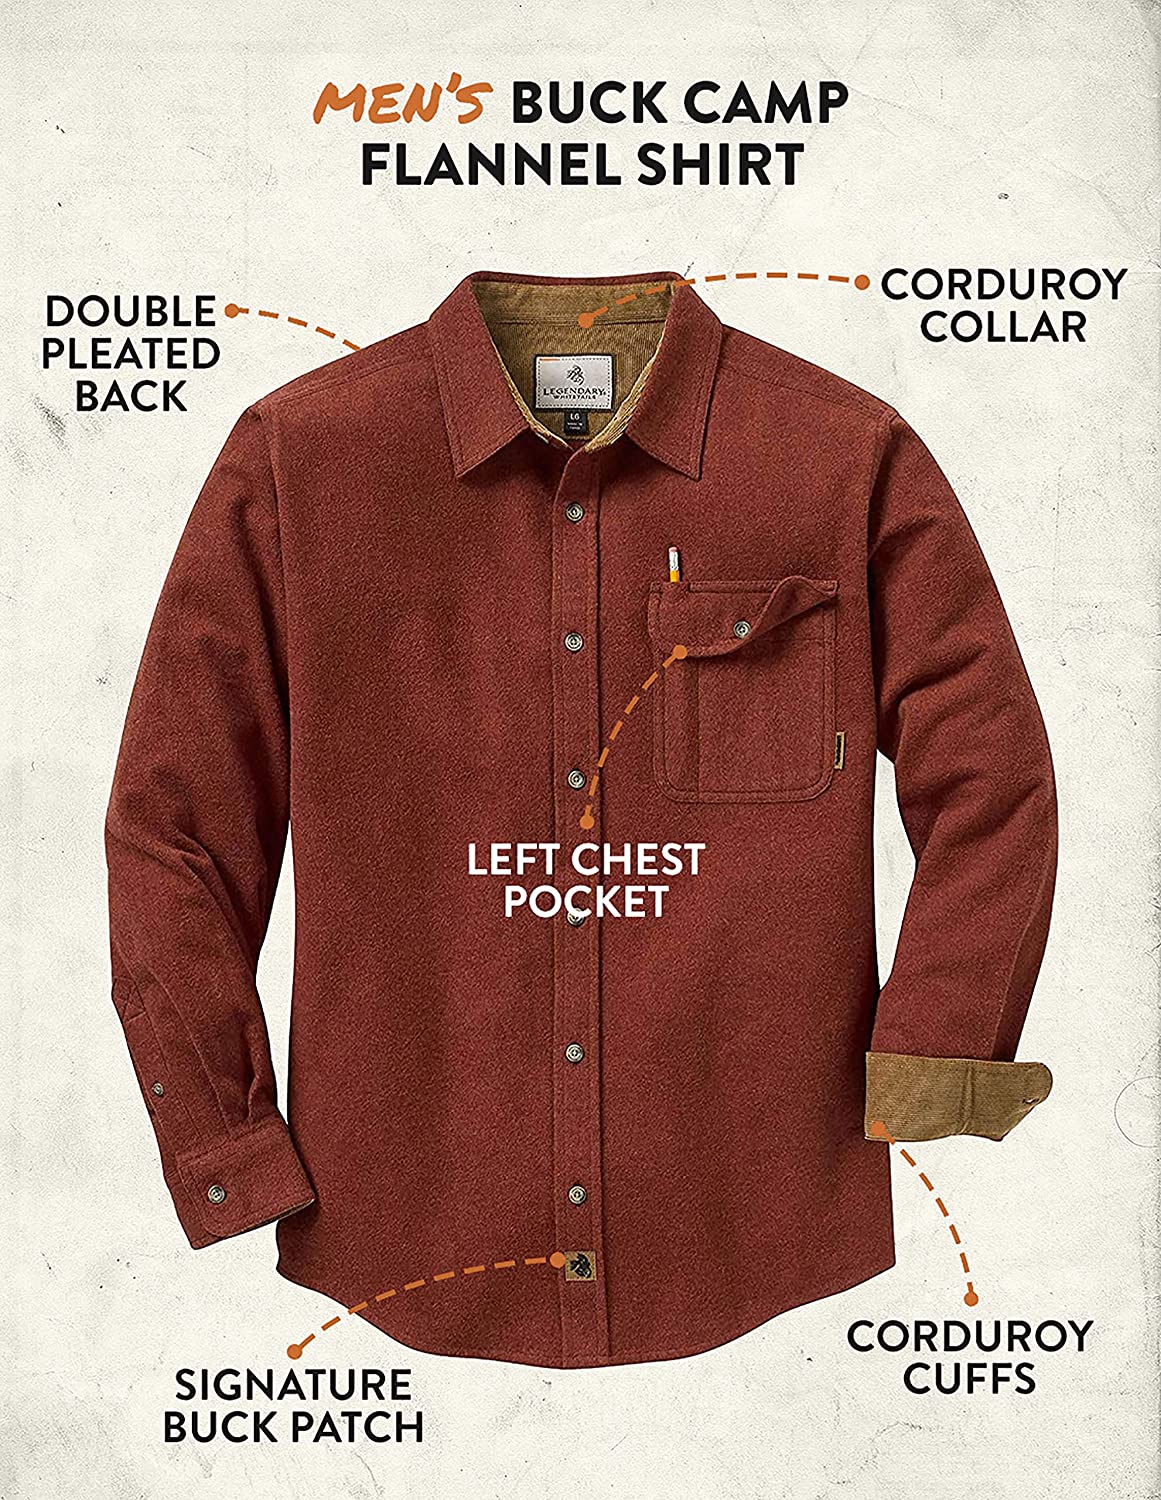 MEN'S BUCK CAMP
FLANNEL SHIRT
DOUBLE
PLEATED
BACK
CORDUROY
COLLAR
LEGENDARY
WHITETAILS
LG
LEFT CHEST
POCKET
SIGNATURE
BUCK PATCH
CORDUROY
CUFFS